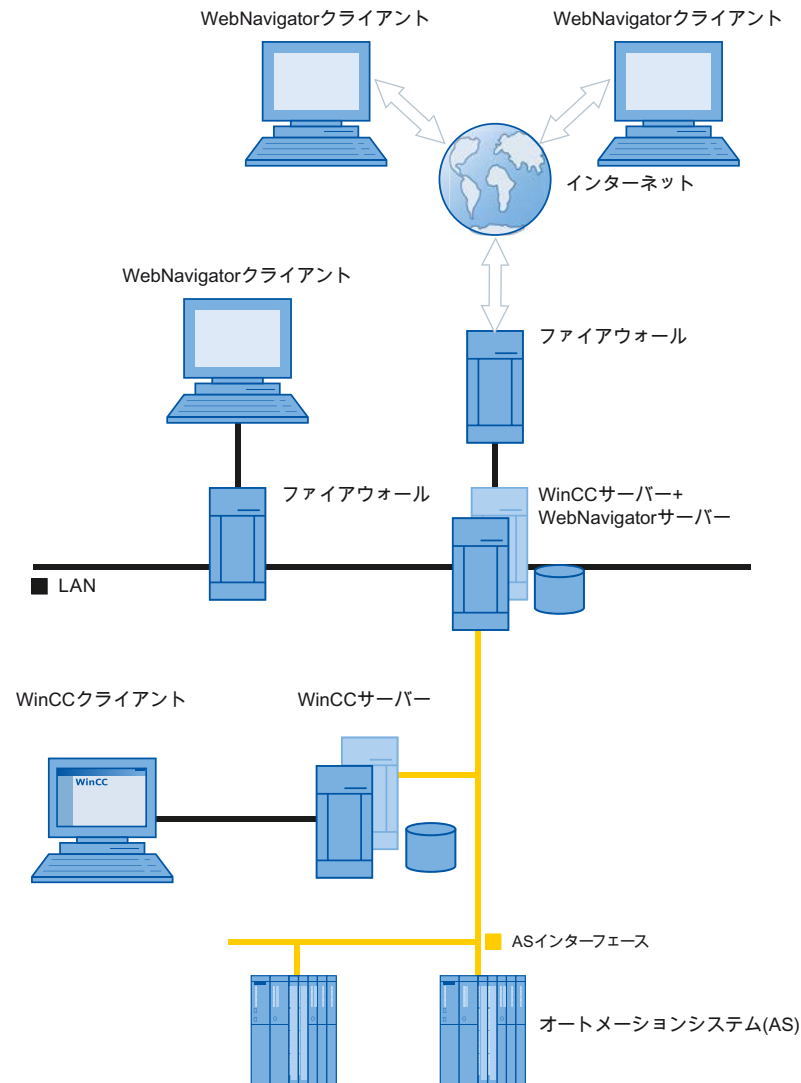 WebNavigatorクライアント
WebNavigatorクライアント
インターネット
WebNavigatorクライアント
ファイアウォール
ファイアウォール
WinCCサーバー+
WebNavigatorサーバー
LAN
WinCCクライアント
WinCCサーバー
WinCC
ASインターフェース
オートメーションシステム(AS)